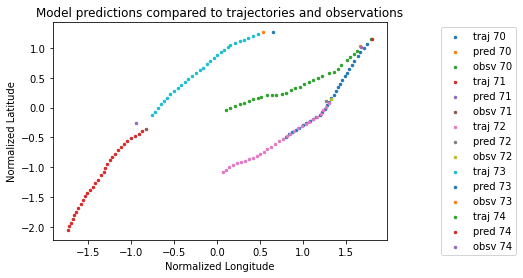 Model predictions compared to trajectories and observations
1.0
0.5
0.0
−0.5
−1.0
−1.5
−2.0
Normalized Latitude
−1.5 −1.0 −0.5 0.0 0.5 1.0 1.5
Normalized Longitude
traj 70
pred 70
obsv 70
traj 71
pred 71
obsv 71
traj 72
pred 72
obsv 72
traj 73
pred 73
obsv 73
traj 74
pred 74
obsv 74